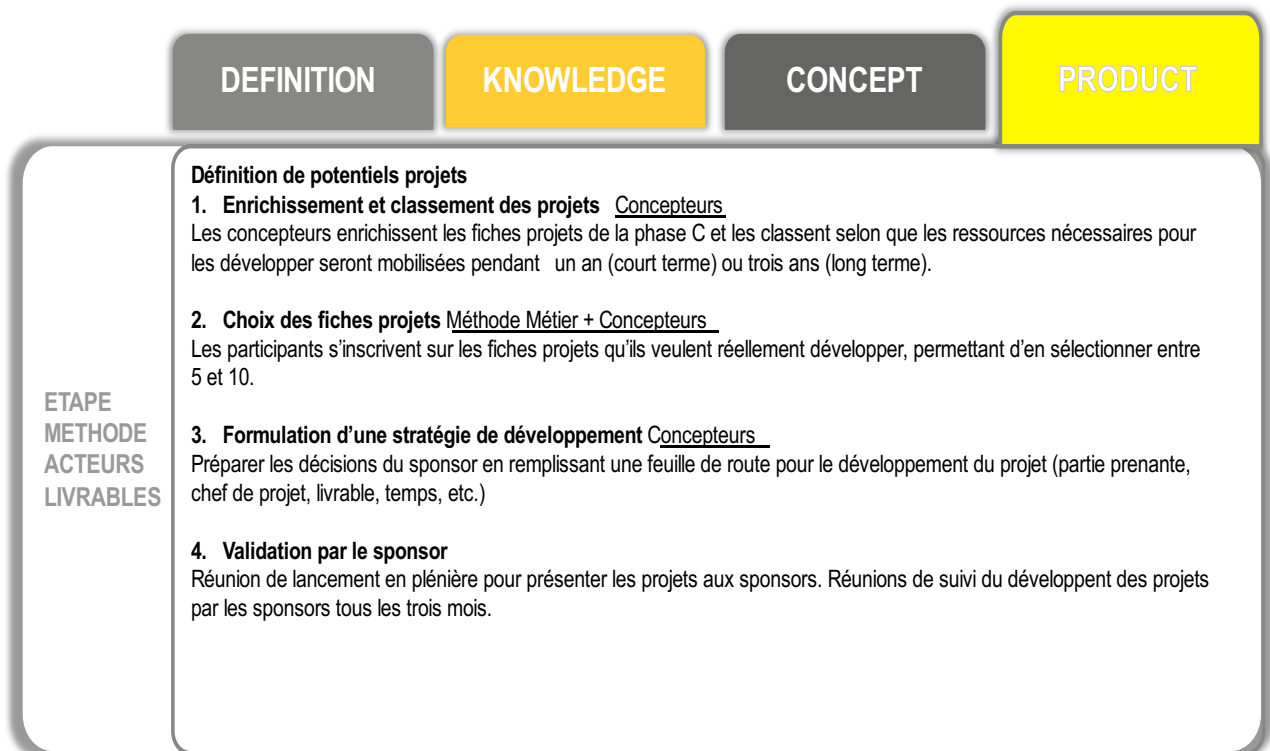 DEFINITION
KNOWLEDGE
CONCEPT
PRODUCT
ETAPE
METHODE
ACTEURS
LIVRABLES
Définition de potentiels projets
1. Enrichissement et classement des projets Concepteurs
Les concepteurs enrichissent les fiches projets de la phase C et les classent selon que les ressources nécessaires pour
les développer seront mobilisées pendant un an (court terme) ou trois ans (long terme).
2. Choix des fiches projets Méthode Métier + Concepteurs
Les participants s’inscrivent sur les fiches projets qu’ils veulent réellement développer, permettant d’en sélectionner entre
5 et 10.
3. Formulation d’une stratégie de développement Concepteurs
Préparer les décisions du sponsor en remplissant une feuille de route pour le développement du projet (partie prenante,
chef de projet, livrable, temps, etc.)
4. Validation par le sponsor
Réunion de lancement en plénière pour présenter les projets aux sponsors. Réunions de suivi du développent des projets
par les sponsors tous les trois mois.